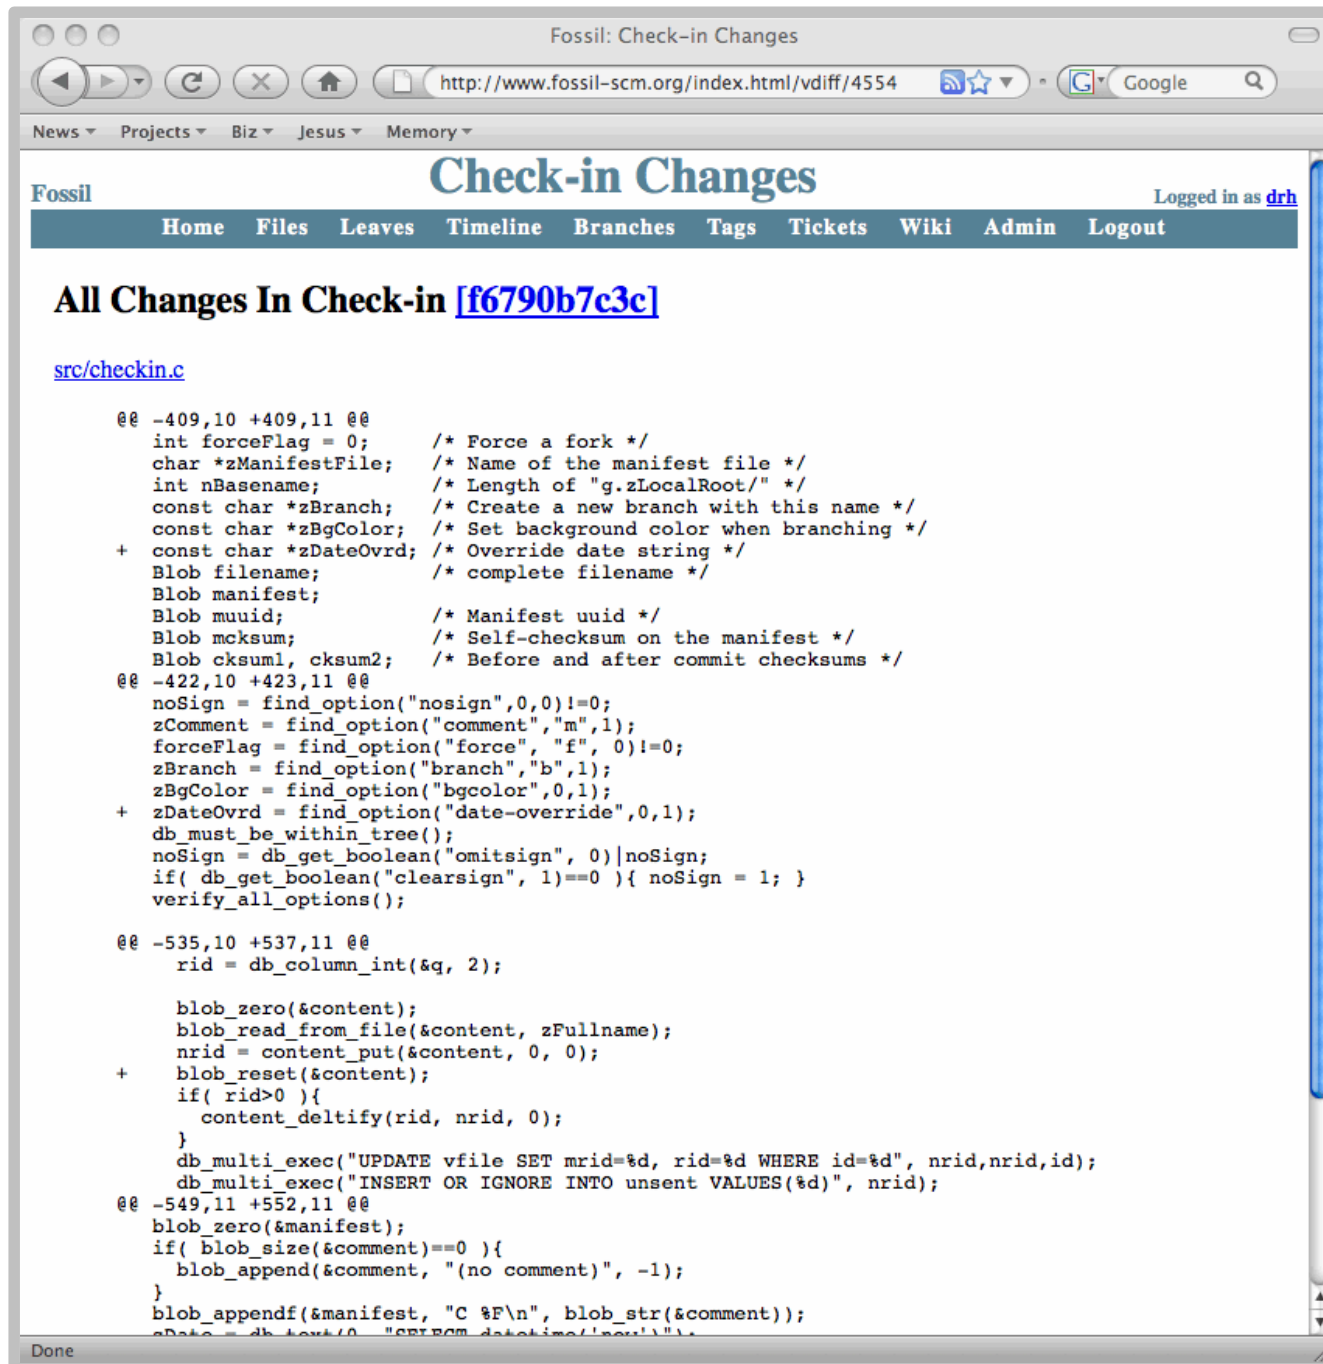 Fossil: Check-in Changes
http://www.fossil-scm.org/index.html/vdiff/4554 G Google
News Projects Biz Jesus Memory
Check-in Changes
Fossil
Logged in as drh
Home Files Leaves Timeline Branches Tags Tickets Wiki Admin Logout
All Changes In Check-in [f6790b7c3c]
src/checkin.c
@@ -409,10 +409,11 @@
   int forceFlag = 0;     /* Force a fork */
   char *zManifestFile;   /* Name of the manifest file */
   int nBasename;         /* Length of "g.zLocalRoot/" */
   const char *zBranch;   /* Create a new branch with this name */
   const char *zBgColor;  /* Set background color when branching */
+  const char *zDateOvrd; /* Override date string */
   Blob filename;         /* complete filename */
   Blob manifest;
   Blob muuid;            /* Manifest uuid */
   Blob mcksum;           /* Self-checksum on the manifest */
   Blob cksum1, cksum2;   /* Before and after commit checksums */
@@ -422,10 +423,11 @@
   noSign = find_option("nosign",0,0)!=0;
   zComment = find_option("comment","m",1);
   forceFlag = find_option("force", "f", 0)!=0;
   zBranch = find_option("branch","b",1);
   zBgColor = find_option("bgcolor",0,1);
+  zDateOvrd = find_option("date-override",0,1);
   db_must_be_within_tree();
   noSign = db_get_boolean("omitsign", 0)|noSign;
   if( db_get_boolean("clearsign", 1)==0 ){ noSign = 1; }
   verify_all_options();
@@ -535,10 +537,11 @@
     rid = db_column_int(&q, 2);
     blob_zero(&content);
     blob_read_from_file(&content, zFullname);
     nrid = content_put(&content, 0, 0);
+    blob_reset(&content);
     if( rid>0 ){
       content_deltify(rid, nrid, 0);
     }
     db_multi_exec("UPDATE vfile SET mrid=%d, rid=%d WHERE id=%d", nrid,nrid,id);
     db_multi_exec("INSERT OR IGNORE INTO unsent VALUES(%d)", nrid);
@@ -549,11 +552,11 @@
   blob_zero(&manifest);
   if( blob_size(&comment)==0 ){
     blob_append(&comment, "(no comment)", -1);
   }
   blob_appendf(&manifest, "C %F\n", blob_str(&comment));
   zDate = db_text(0, "SELECT datetime('now')");
Done